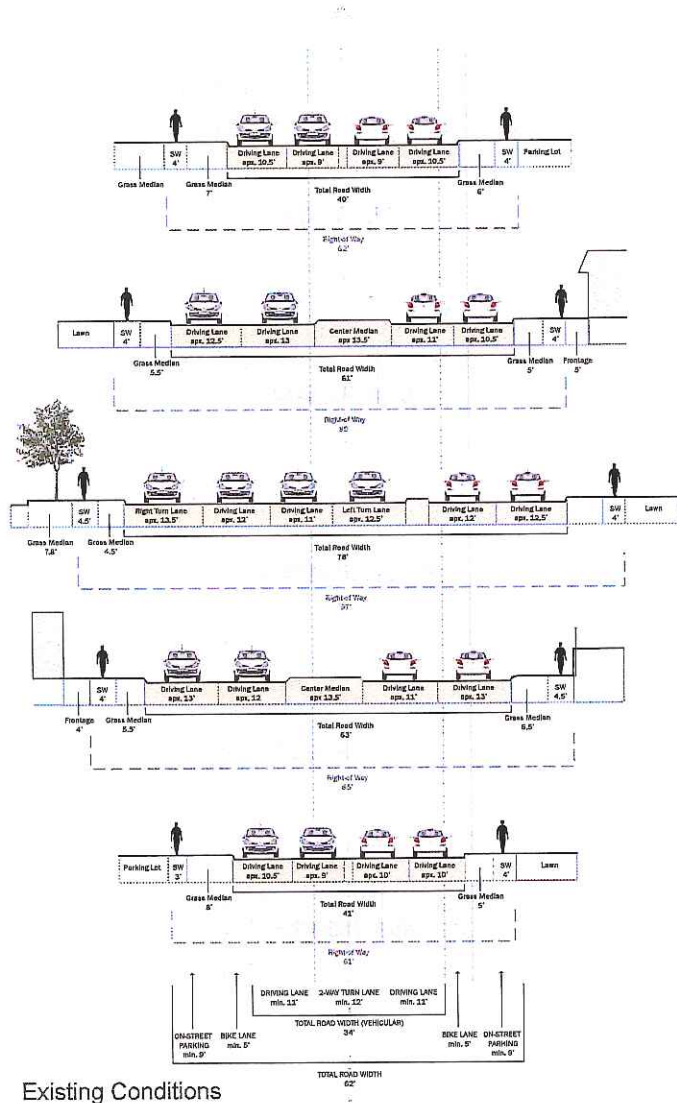 SW
4'
Driving Lane
apx. 10.5'
Driving Lane
apx. 9'
Driving Lane
apx. 9'
Driving Lane
apx. 10.5'
SW
4'
Parking Lot
Grass Median
Grass Median
7'
Total Road Width
40'
Grass Median
6'
Right-of Way
62'
Lawn
SW
4'
Driving Lane
apx. 12.5'
Driving Lane
apx. 13
Center Median
apx 13.5'
Driving Lane
apx. 11'
Driving Lane
apx. 10.5'
SW
4'
Grass Median
5.5'
Total Road Width
61'
Grass Median
5'
Frontage
5'
Right-of Way
SW
4.5'
Right Turn Lane
apx. 13.5'
Driving Lane
apx. 12'
Driving Lane
apx. 11'
Left Turn Lane
apx. 12.5'
Driving Lane
apx. 12'
Driving Lane
apx. 12.5'
SW
4'
Lawn
Grass Median
7.8'
Grass Median
4.5'
Total Road Width
78'
Right-of Way
SW
4'
Driving Lane
apx. 13'
Driving Lane
apx. 12
Center Median
apx 13.5'
Driving Lane
apx. 11'
Driving Lane
apx. 13'
SW
4.5'
Frontage
4'
Grass Median
5.5'
Total Road Width
63'
Grass Median
6.5'
Right-of Way
Parking Lot
SW
3'
Driving Lane
apx. 10.5'
Driving Lane
apx. 9'
Driving Lane
apx. 10'
Driving Lane
apx. 10'
SW
4'
Lawn
Grass Median
8'
Total Road Width
41'
Grass Median
5'
Right-of Way
61'
DRIVING LANE
min. 11'
2-WAY TURN LANE
min. 12'
DRIVING LANE
min. 11'
TOTAL ROAD WIDTH (VEHICULAR)
34'
ON-STREET
PARKING
min. 9'
BIKE LANE
min. 5'
BIKE LANE
min. 5'
ON-STREET
PARKING
min. 9'
TOTAL ROAD WIDTH
62'
Existing Conditions